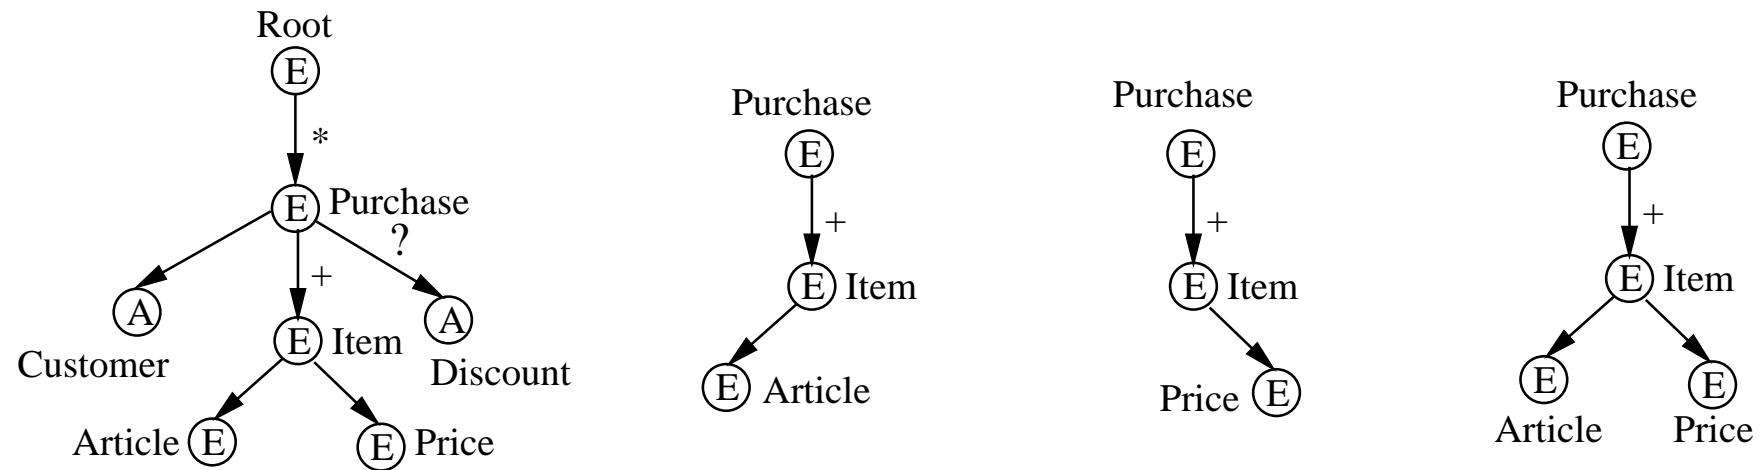 Root
E
*
E Purchase
?
+
A
A
Customer
E Item
Discount
Article E
E Price
Purchase
E
+
E Item
E Article
Purchase
E
+
E Item
Price E
Purchase
E
+
E Item
E
E
Article
Price